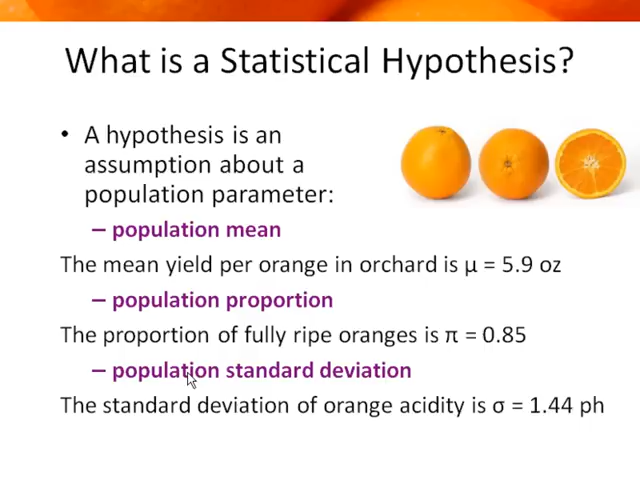 What is a Statistical Hypothesis?
• A hypothesis is an
assumption about a
population parameter:
– population mean
The mean yield per orange in orchard is μ = 5.9 oz
– population proportion
The proportion of fully ripe oranges is π = 0.85
– population standard deviation
The standard deviation of orange acidity is σ = 1.44 ph